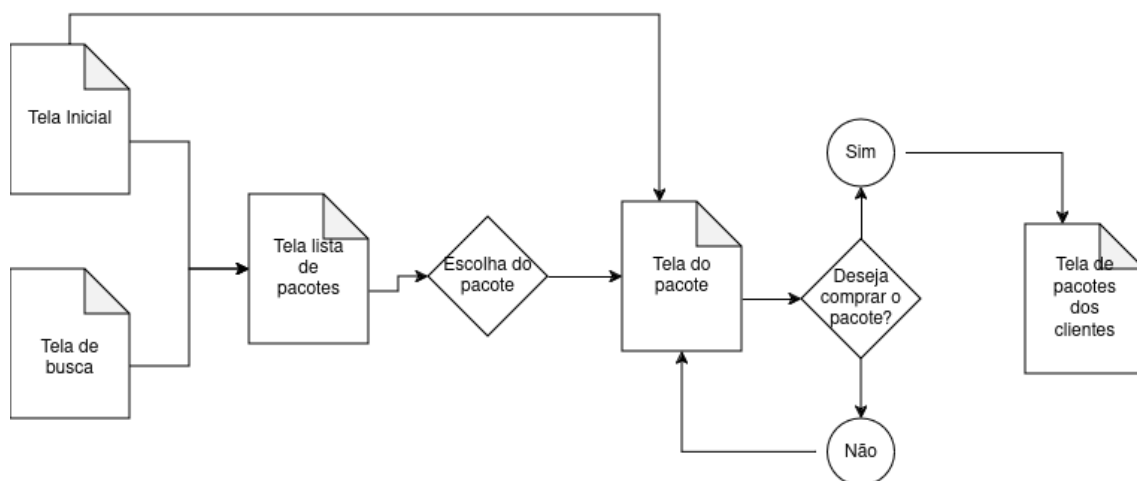 Tela Inicial
Tela de
busca
Tela lista
de
pacotes
Escolha do
pacote
Tela do
pacote
Sim
Deseja
comprar o
pacote?
Não
Tela de
pacotes
dos
clientes